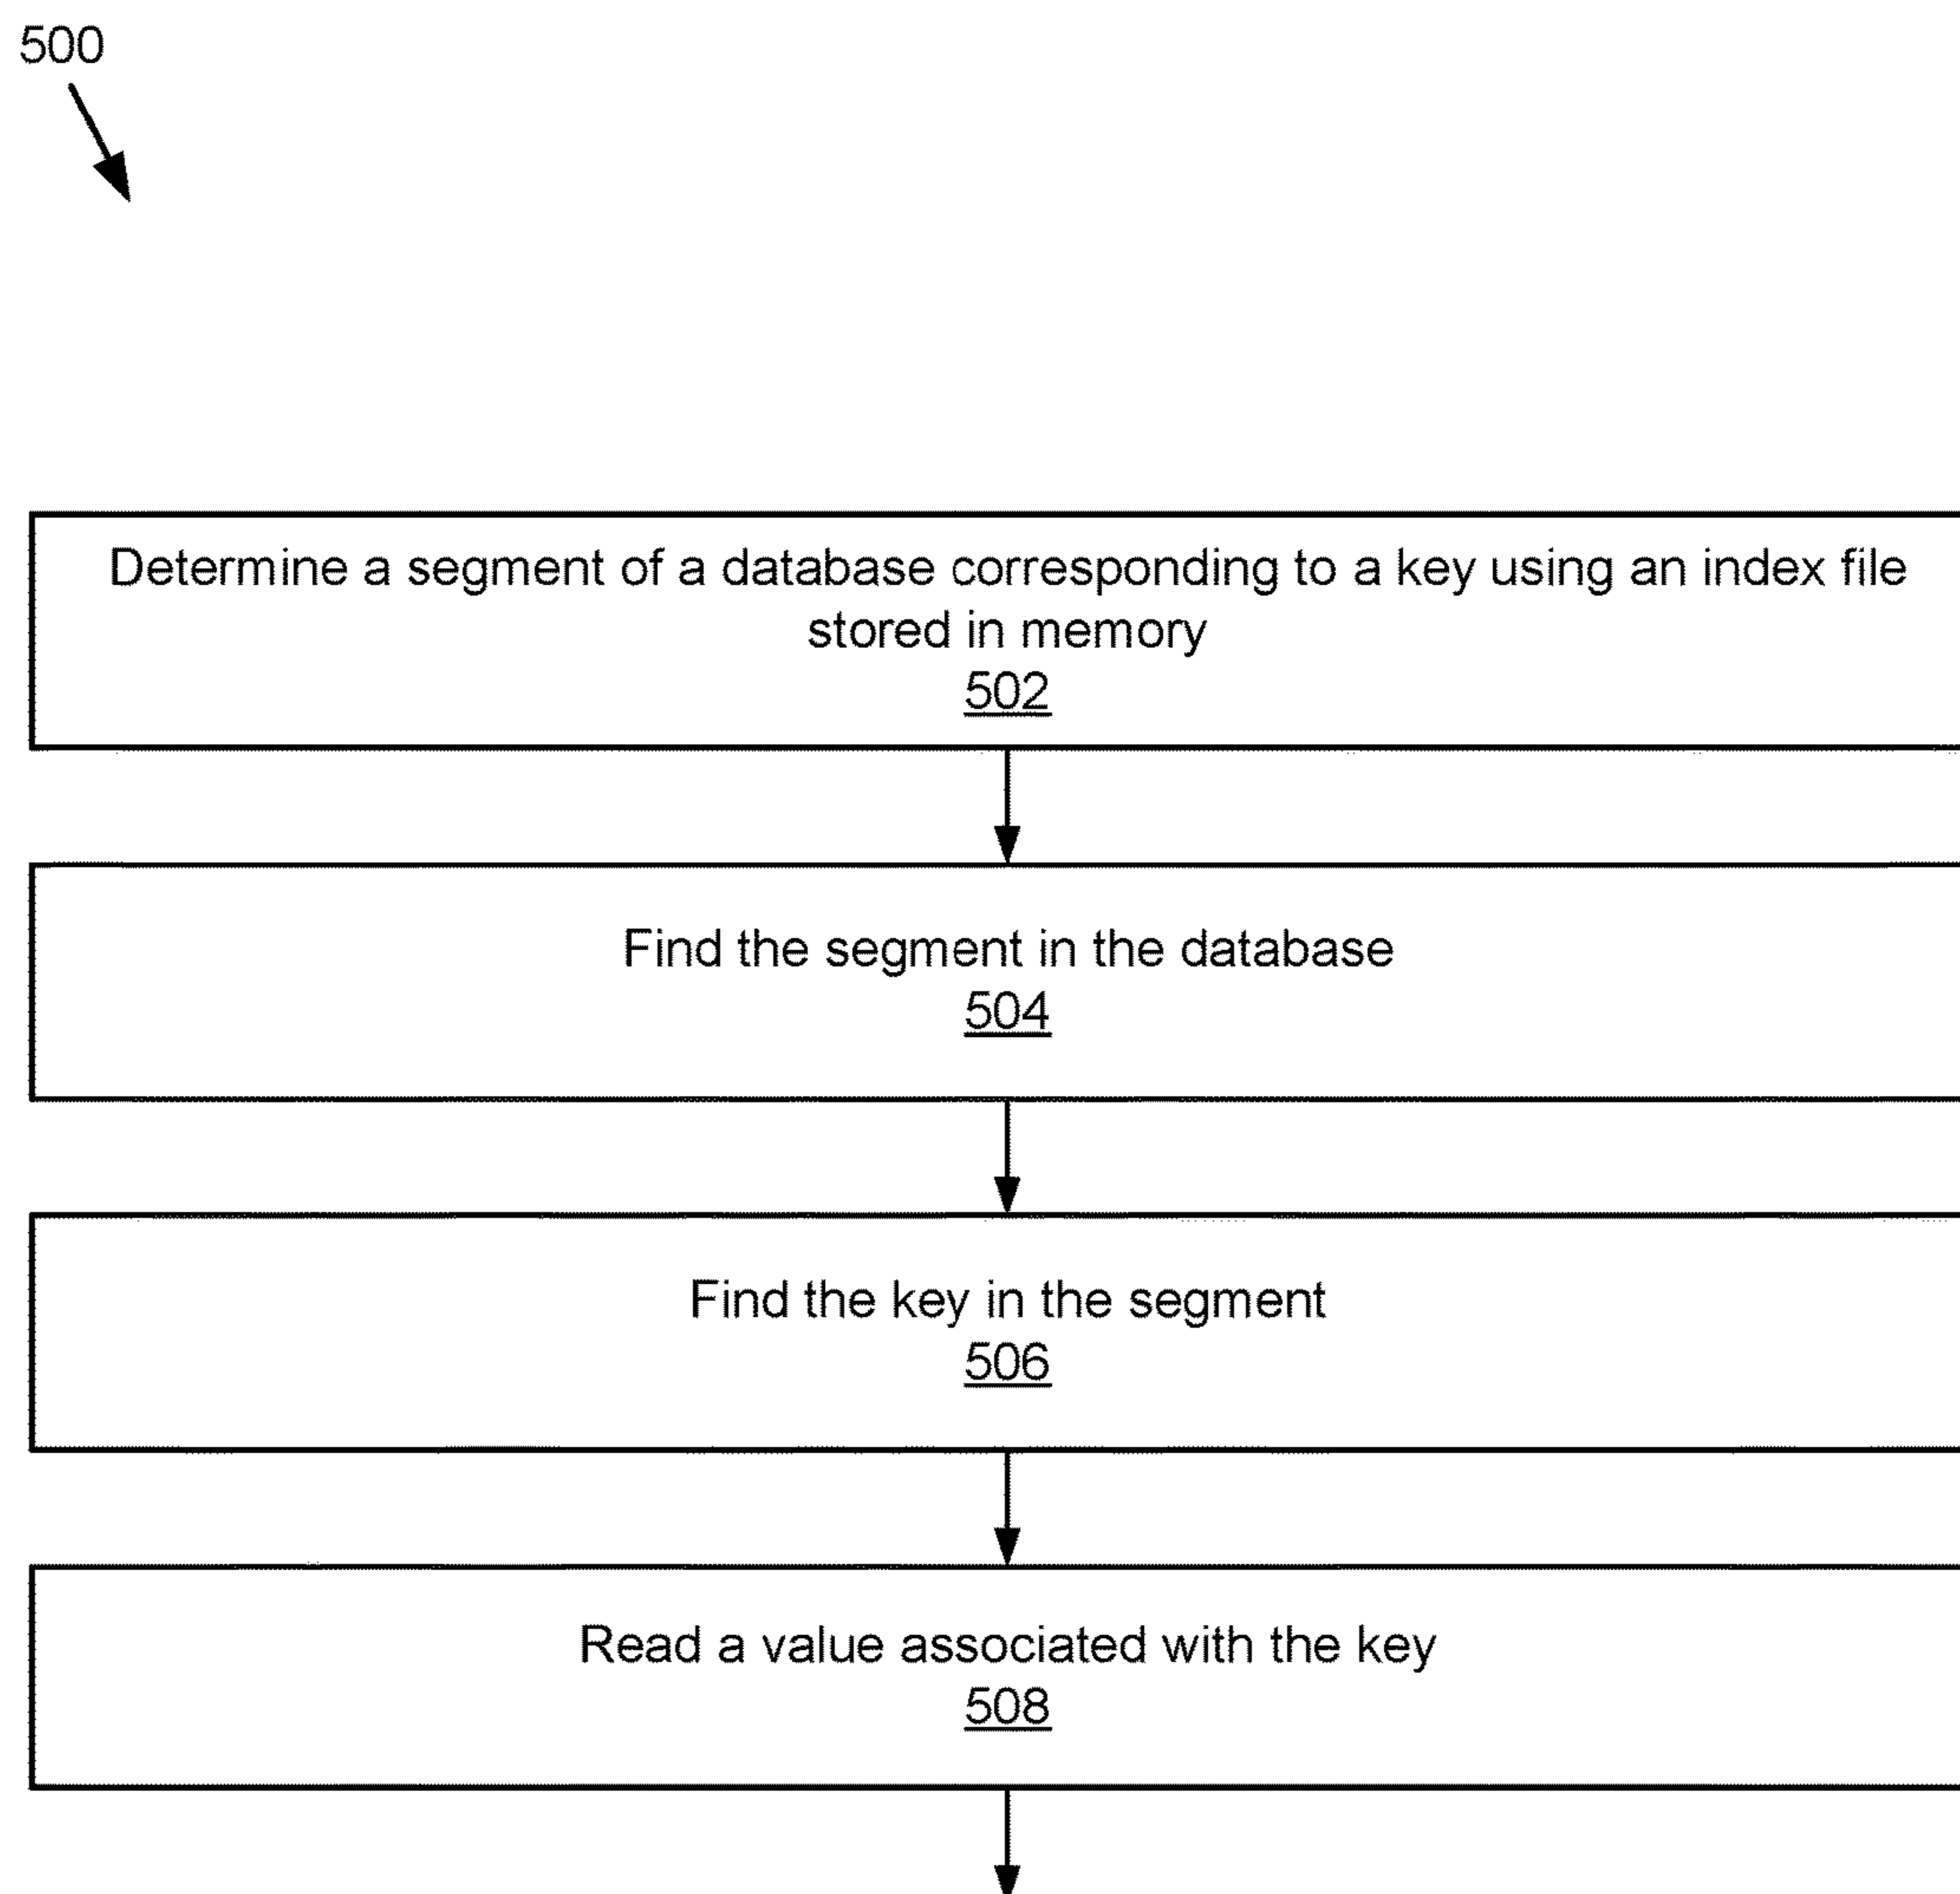 500
Determine a segment of a database corresponding to a key using an index file
stored in memory
502
Find the segment in the database
504
Find the key in the segment
506
Read a value associated with the key
508